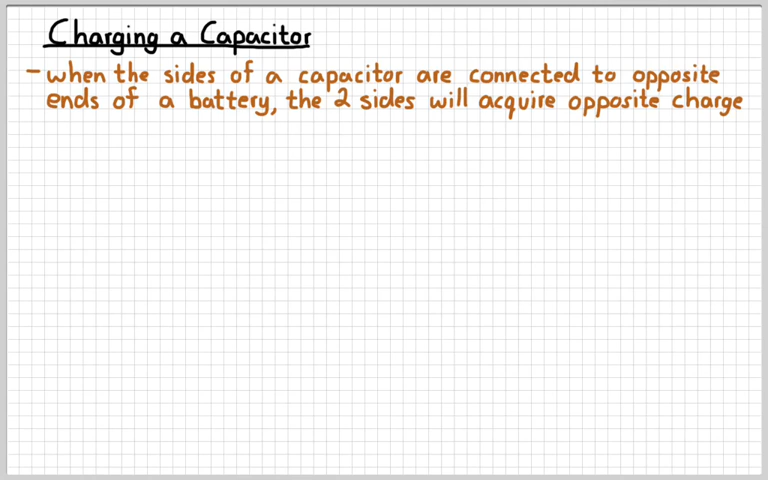 Charging a Capacitor
- when the sides of a capacitor are connected to opposite
ends of a battery, the 2 sides will acquire opposite charge